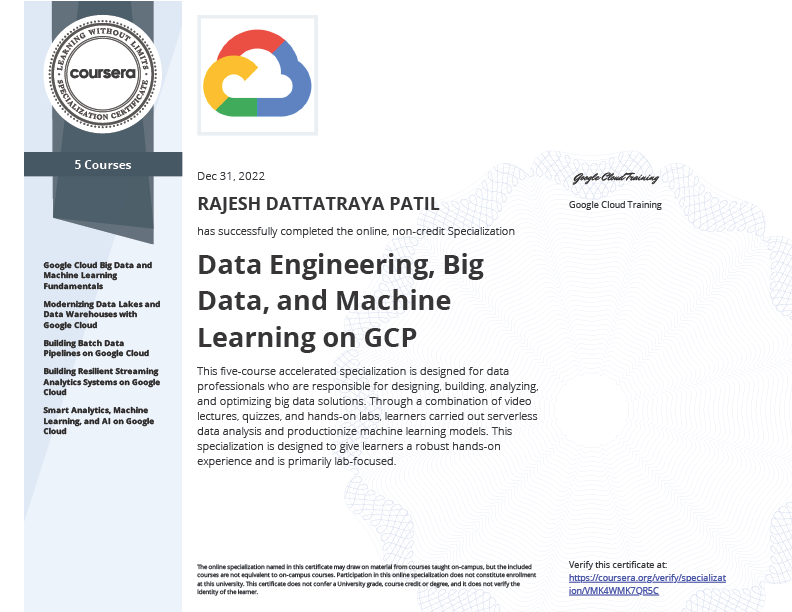 LEARNING WITHOUT LIMITS
coursera
SPECIALIZATION CERTIFICATE
5 Courses
Google Cloud Big Data and
Machine Learning
Fundamentals
Modernizing Data Lakes and
Data Warehouses with
Google Cloud
Building Batch Data
Pipelines on Google Cloud
Building Resilient Streaming
Analytics Systems on Google
Cloud
Smart Analytics, Machine
Learning, and AI on Google
Cloud
Dec 31, 2022
RAJESH DATTATRAYA PATIL
has successfully completed the online, non-credit Specialization
Data Engineering, Big
Data, and Machine
Learning on GCP
This five-course accelerated specialization is designed for data
professionals who are responsible for designing, building, analyzing,
and optimizing big data solutions. Through a combination of video
lectures, quizzes, and hands-on labs, learners carried out serverless
data analysis and productionize machine learning models. This
specialization is designed to give learners a robust hands-on
experience and is primarily lab-focused.
Google Cloud Training
Google Cloud Training
The online specialization named in this certificate may draw on material from courses taught on-campus, but the included
courses are not equivalent to on-campus courses. Participation in this online specialization does not constitute enrollment
at this university. This certificate does not confer a University grade, course credit or degree, and it does not verify the
identity of the learner.
Verify this certificate at:
https://coursera.org/verify/specializat
ion/VMK4WMK7QR5C